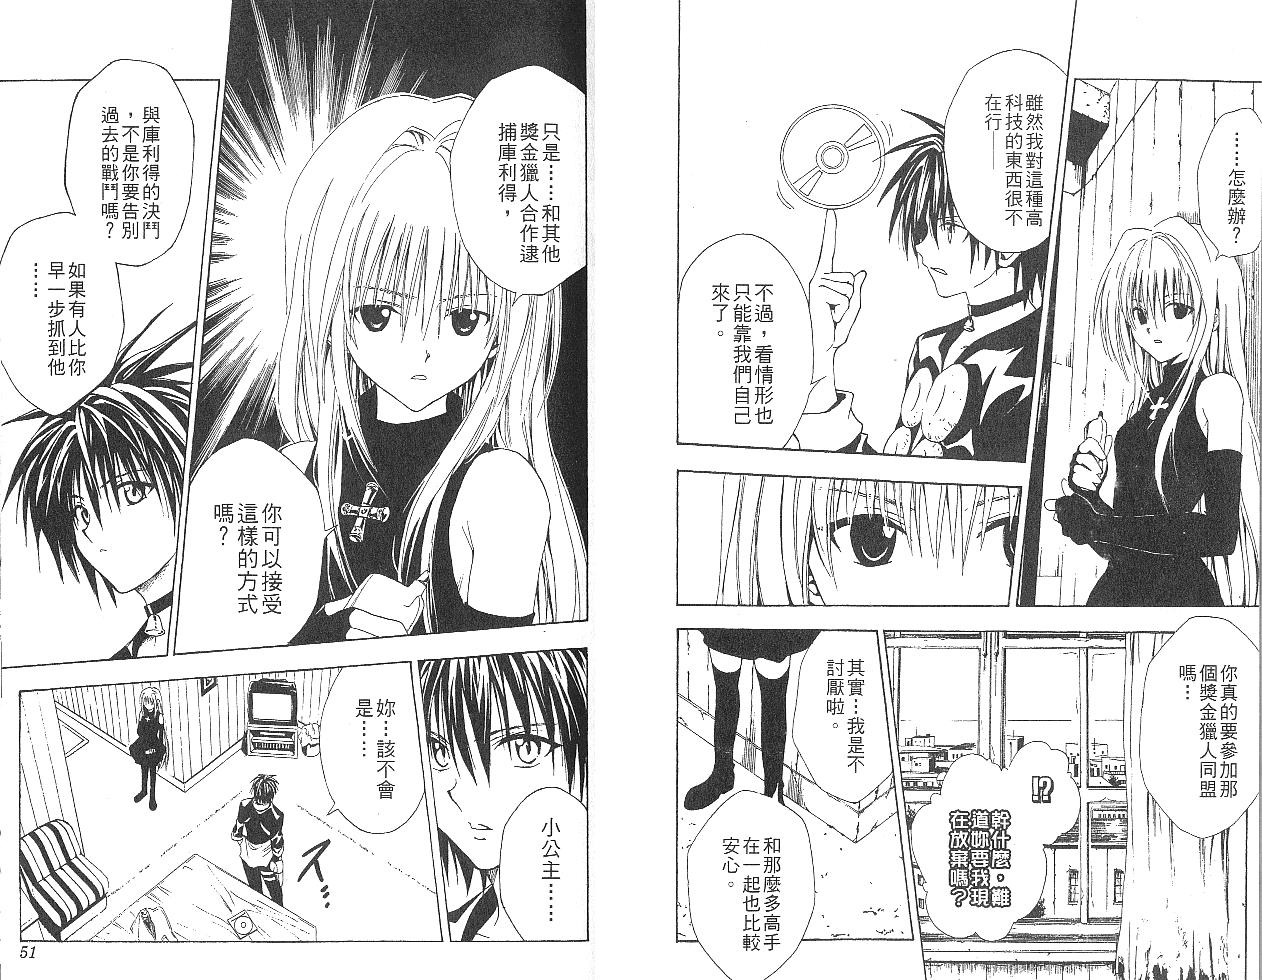 ……怎麼辦?
雖然我對這種高
科技的東西很不
在行——
不過,看情形也
只能靠我們自己
來了。
你真的要參加那
個獎金獵人同盟
嗎…
!?
幹什麼,難
道妳要我現
在放棄嗎?
其實…我是不
討厭啦。
和那麼多高手
在一起也比較
安心。
只是……和其他
獎金獵人合作逮
捕庫利得,
你可以接受
這樣的方式
嗎?
與庫利得的決鬥
,不是你要告別
過去的戰鬥嗎?
如果有人比你
早一步抓到他
……
小公主……
妳…該不會
是……
ス…
51